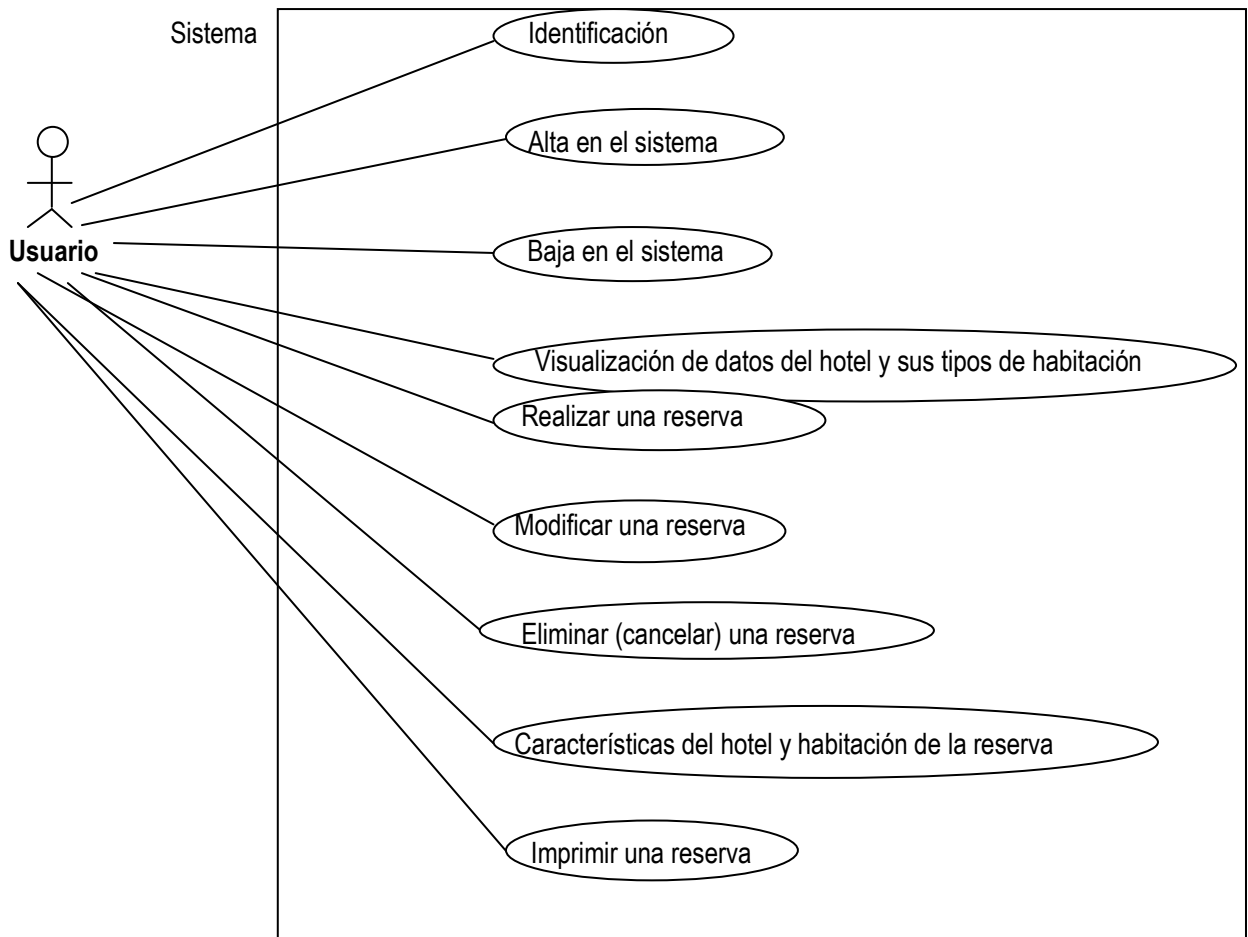 Sistema
Identificación
Alta en el sistema
Usuario
Baja en el sistema
Visualización de datos del hotel y sus tipos de habitación
Realizar una reserva
Modificar una reserva
Eliminar (cancelar) una reserva
Características del hotel y habitación de la reserva
Imprimir una reserva